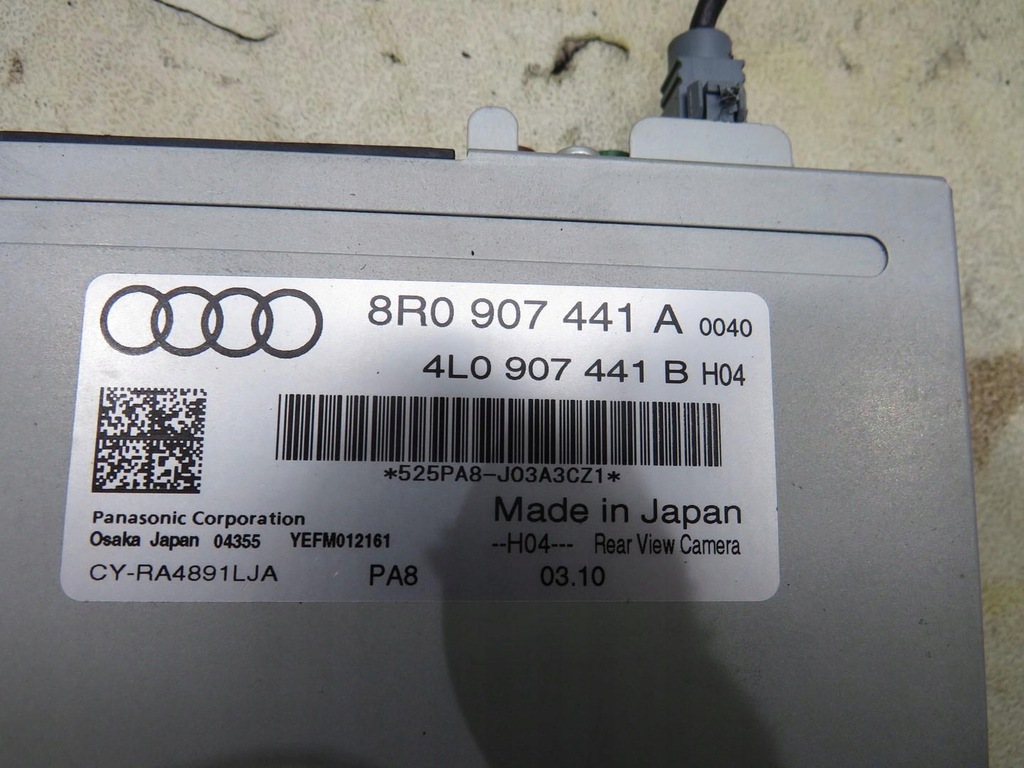 8R0 907 441 A 0040
4L0 907 441 B H04
*525PA8-J03A3CZ1*
Panasonic Corporation Made in Japan
Osaka Japan 04355 YEFM012161 --H04--- Rear View Camera
CY-RA4891LJA PA8 03.10